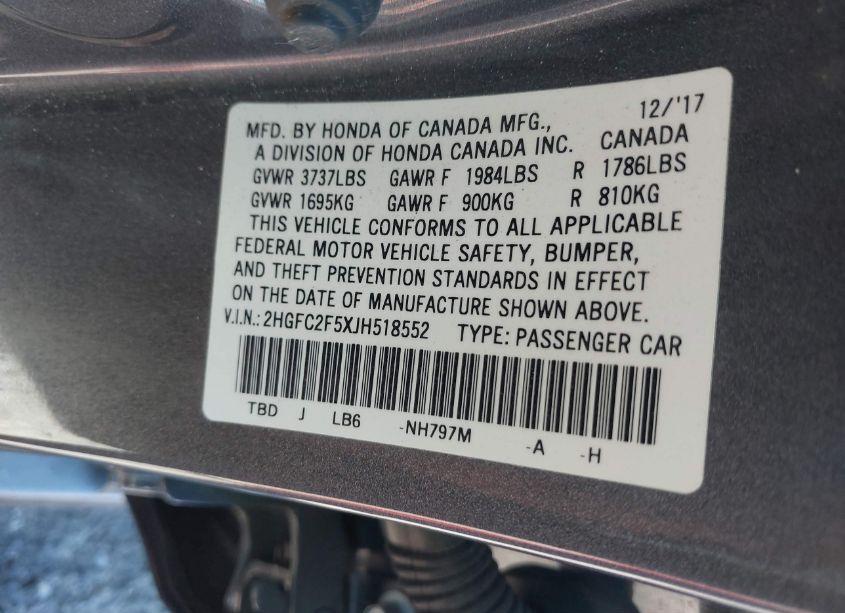 12/'17
MFD. BY HONDA OF CANADA MFG.,
A DIVISION OF HONDA CANADA INC. CANADA
GVWR 3737LBS GAWR F 1984LBS R 1786LBS
GVWR 1695KG GAWR F 900KG R 810KG
THIS VEHICLE CONFORMS TO ALL APPLICABLE
FEDERAL MOTOR VEHICLE SAFETY, BUMPER,
AND THEFT PREVENTION STANDARDS IN EFFECT
ON THE DATE OF MANUFACTURE SHOWN ABOVE.
V.I.N.: 2HGFC2F5XJH518552 TYPE: PASSENGER CAR
TBD J LB6 -NH797M -A -H